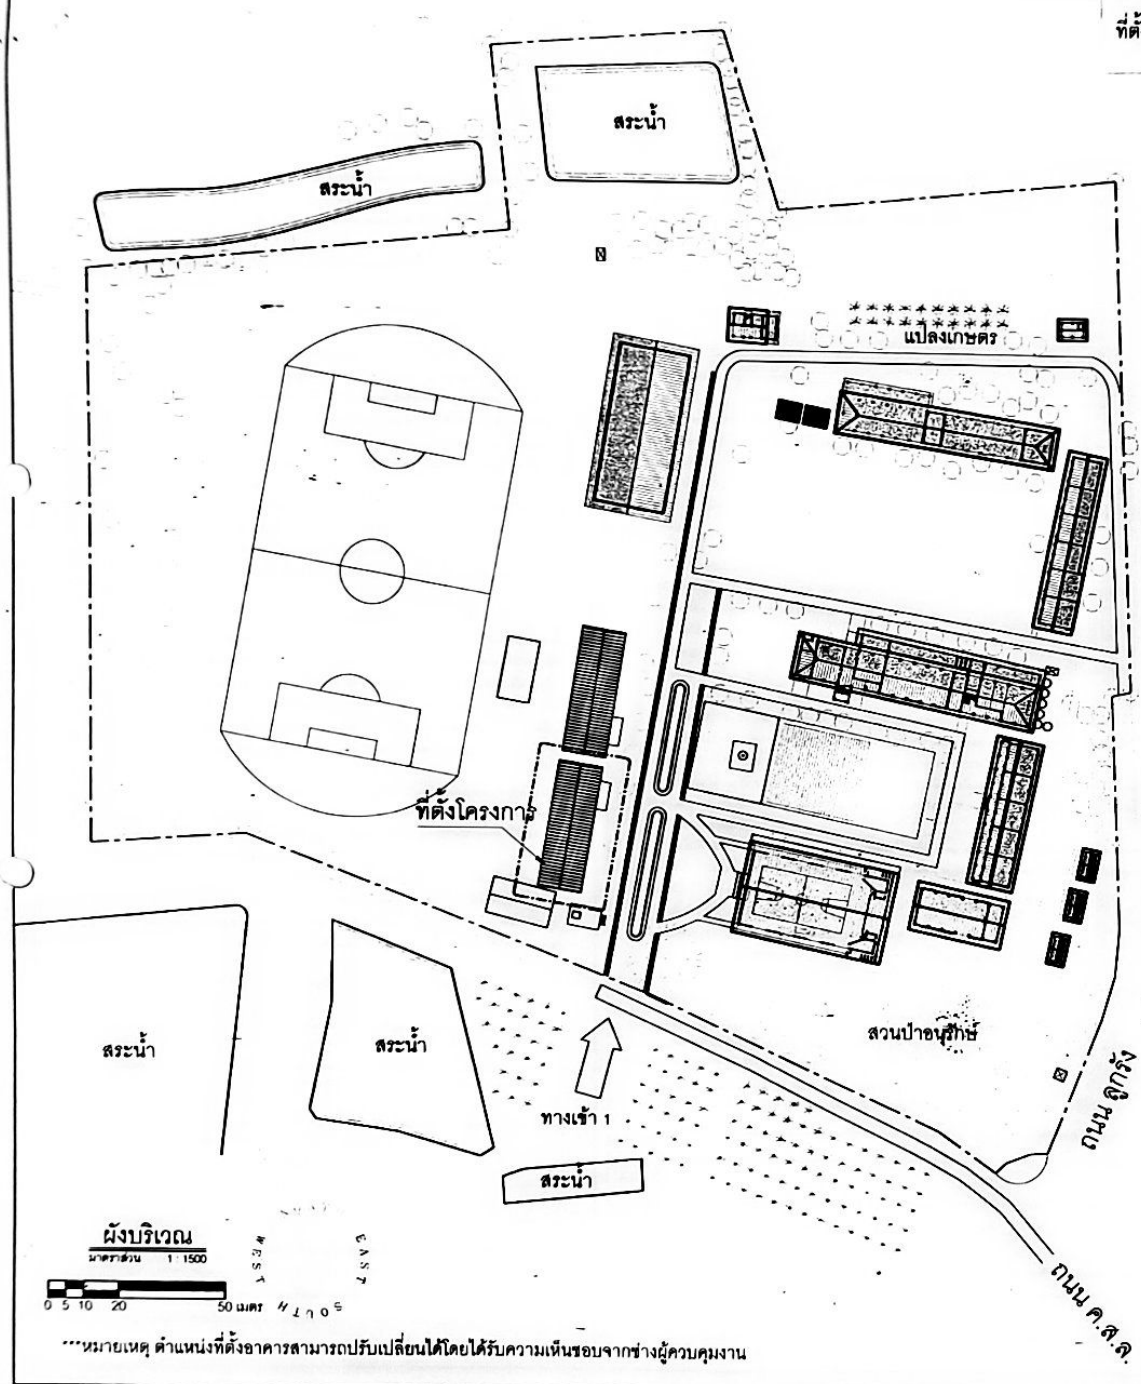 ที่ตั้
สระน้ำ
สระน้ำ
แปลงเกษตร
ที่ตั้งโครงการ
สวนป่าอนุรักษ์
สระน้ำ
สระน้ำ
ทางเข้า 1
ถนน ลูกรัง
สระน้ำ
ถนน ค.ส.ล.
ผังบริเวณ
มาตราส่วน 1 : 1500
WEST
EAST
SOUTH
0 5 10 20 50 เมตร
***หมายเหตุ ตำแหน่งที่ตั้งอาคารสามารถปรับเปลี่ยนได้โดยได้รับความเห็นชอบจากช่างผู้ควบคุมงาน